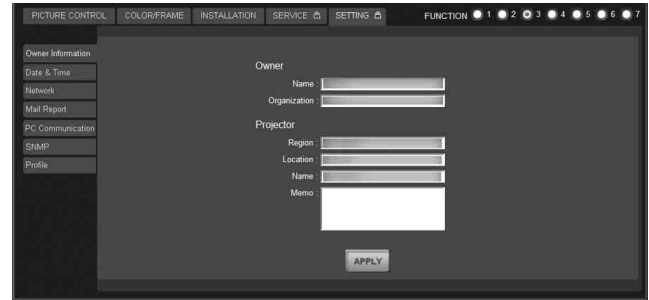 PICTURE CONTROL COLOR/FRAME INSTALLATION SERVICE SETTING FUNCTION 1 2 3 4 5 6 7
Owner Information
Date & Time
Network
Mail Report
PC Communication
SNMP
Profile
Owner
Name :
Organization :
Projector
Region :
Location :
Name :
Memo :
APPLY